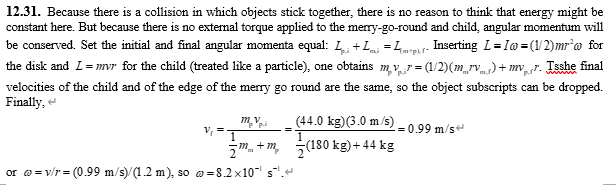 12.31. Because there is a collision in which objects stick together, there is no reason to think that energy might be
constant here. But because there is no external torque applied to the merry-go-round and child, angular momentum will
be conserved. Set the initial and final angular momenta equal: L_{p,i} + L_{m,i} = L_{(m+p),f}. Inserting L = Iω = (1/2)mr²ω for
the disk and L = mvr for the child (treated like a particle), one obtains m_p v_{p,i} r = (1/2)(m_m r v_{m,f}) + mv_{p,f} r. Tsshe final
velocities of the child and of the edge of the merry go round are the same, so the object subscripts can be dropped.
Finally, ↵
v_f = m_p v_{p,i} / (1/2 m_m + m_p) = (44.0 kg)(3.0 m/s) / (1/2 (180 kg) + 44 kg) = 0.99 m/s↵
or ω = v/r = (0.99 m/s)/(1.2 m), so ω = 8.2×10⁻¹ s⁻¹.↵